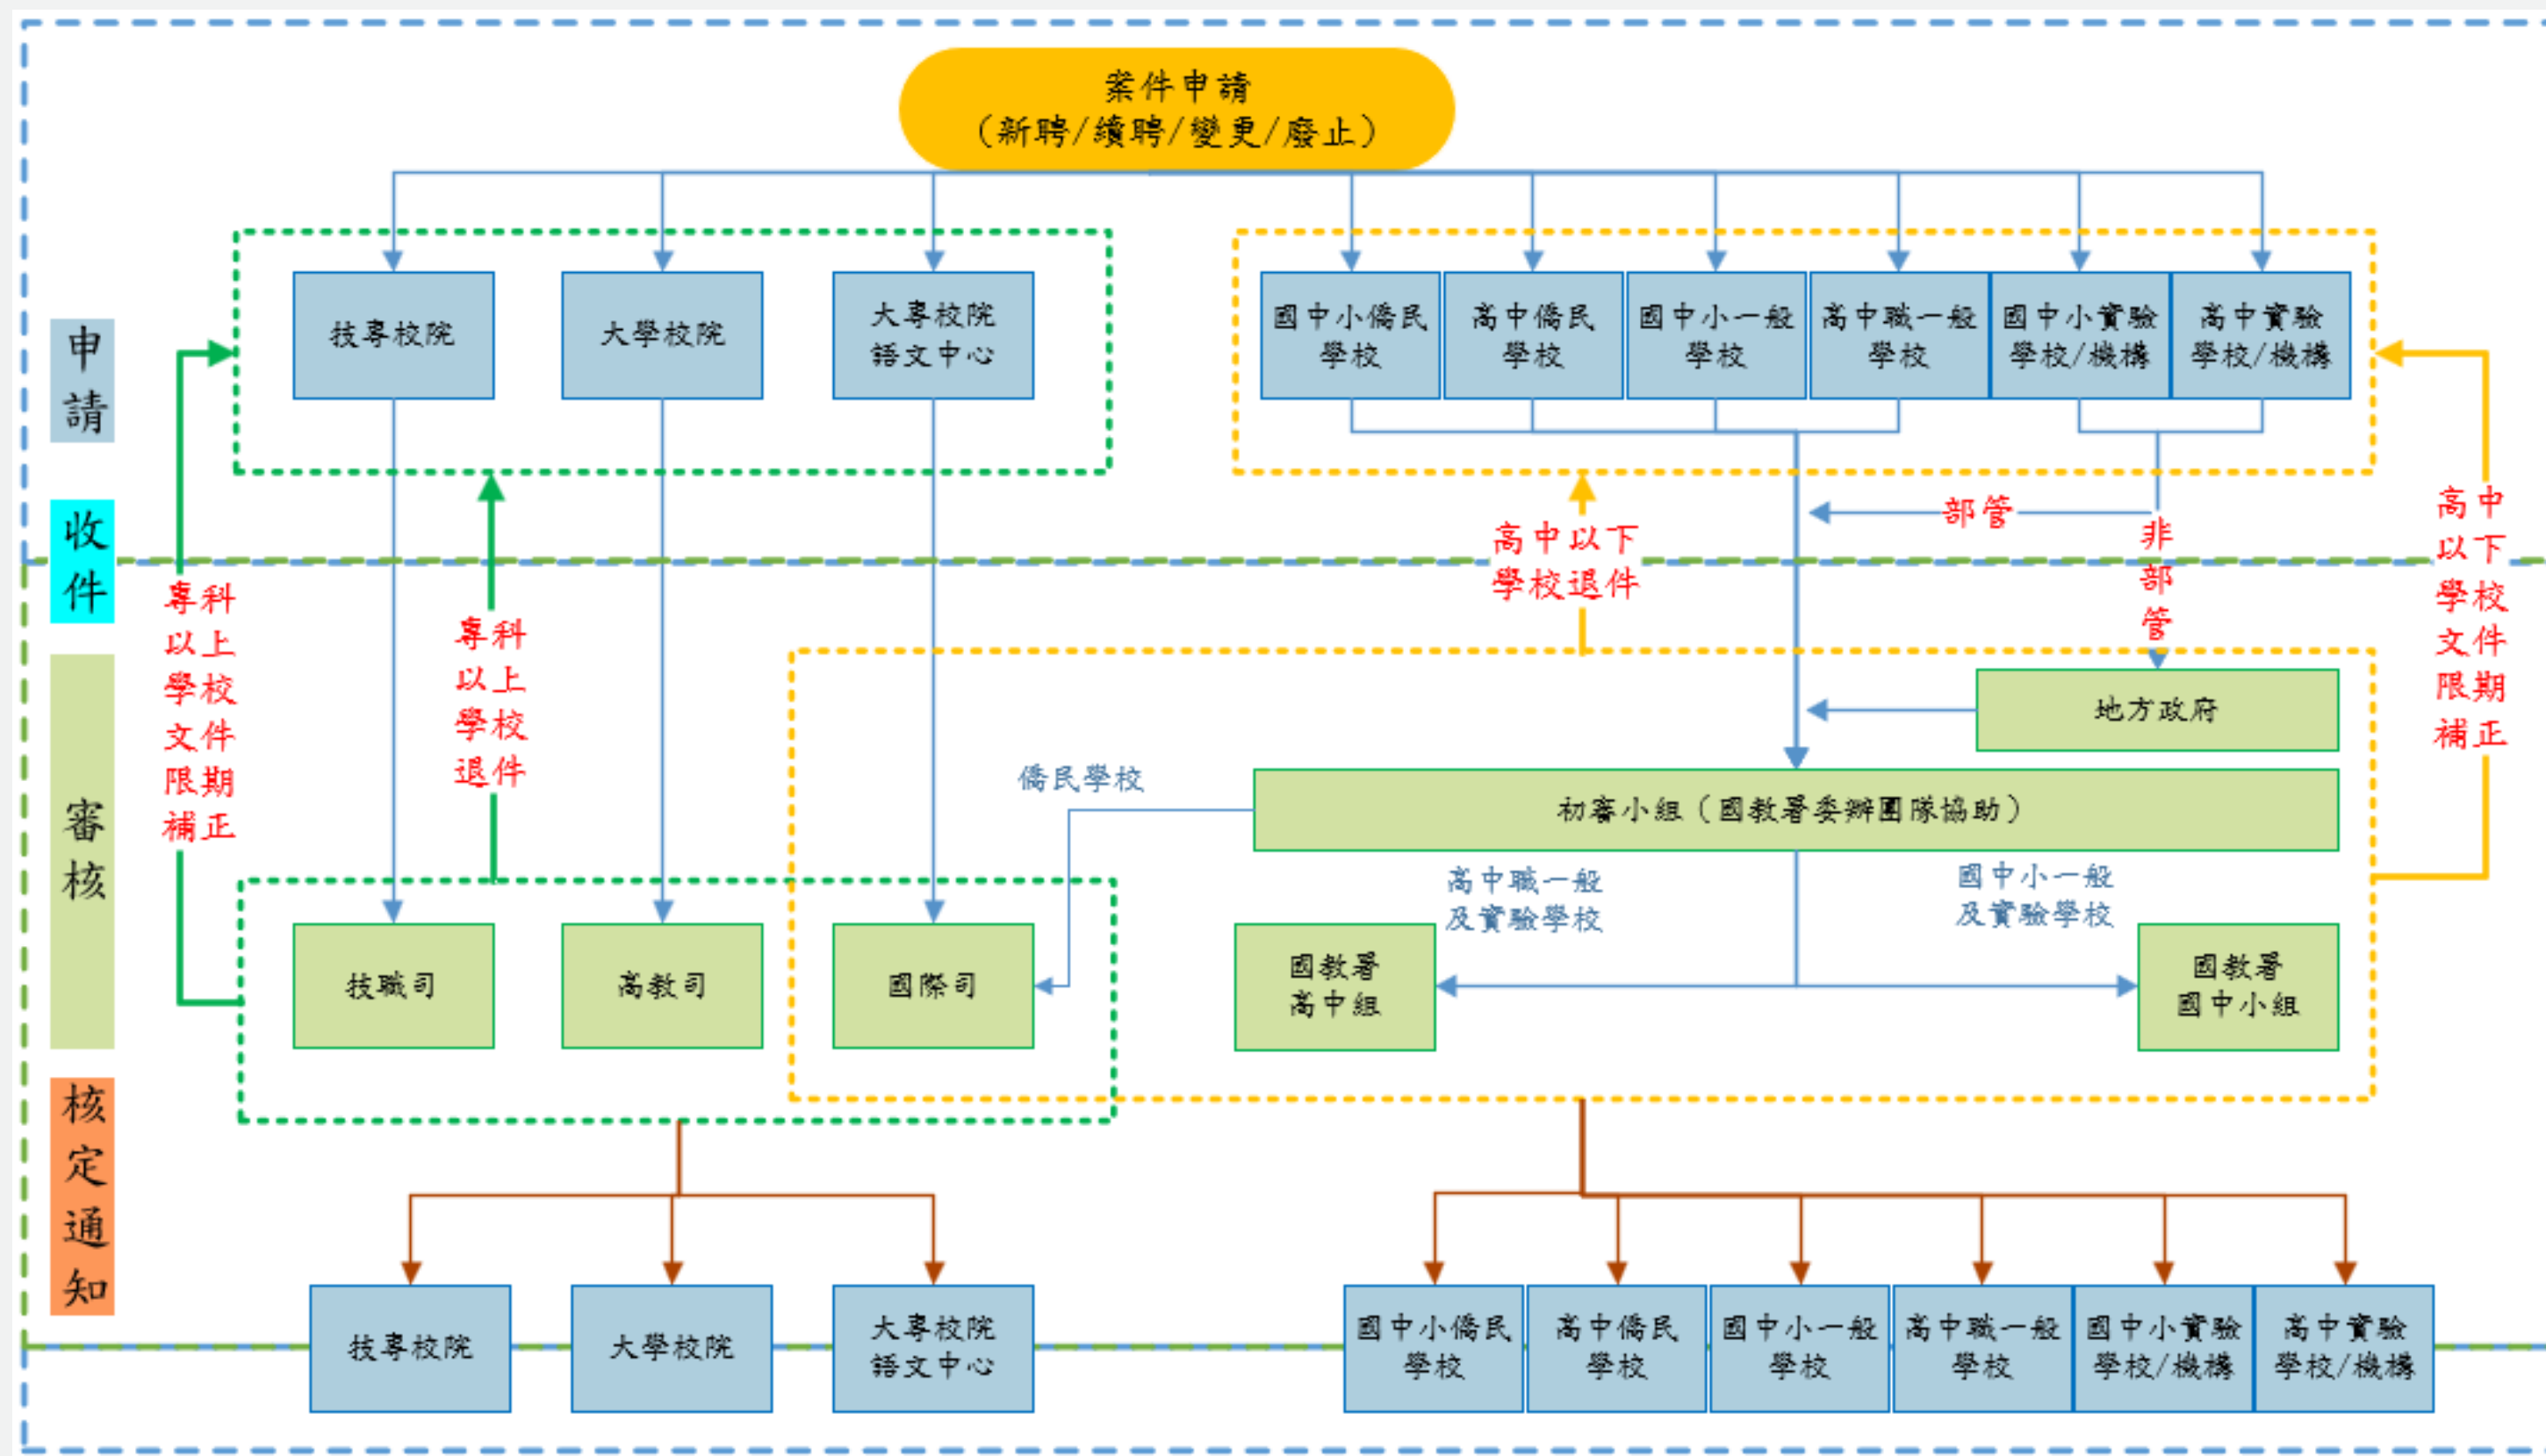 案件申請
（新聘/續聘/變更/廢止）
申
請
收
件
審
核
核
定
通
知
技專校院
大學校院
大專校院
語文中心
國中小僑民
學校
高中僑民
學校
國中小一般
學校
高中職一般
學校
國中小實驗
學校/機構
高中實驗
學校/機構
部管
非
部
管
高中以下
學校退件
高中
以下
學校
文件
限期
補正
專科
以上
學校
文件
限期
補正
專科
以上
學校
退件
地方政府
僑民學校
初審小組（國教署委辦團隊協助）
高中職一般
及實驗學校
國中小一般
及實驗學校
技職司
高教司
國際司
國教署
高中組
國教署
國中小組
技專校院
大學校院
大專校院
語文中心
國中小僑民
學校
高中僑民
學校
國中小一般
學校
高中職一般
學校
國中小實驗
學校/機構
高中實驗
學校/機構